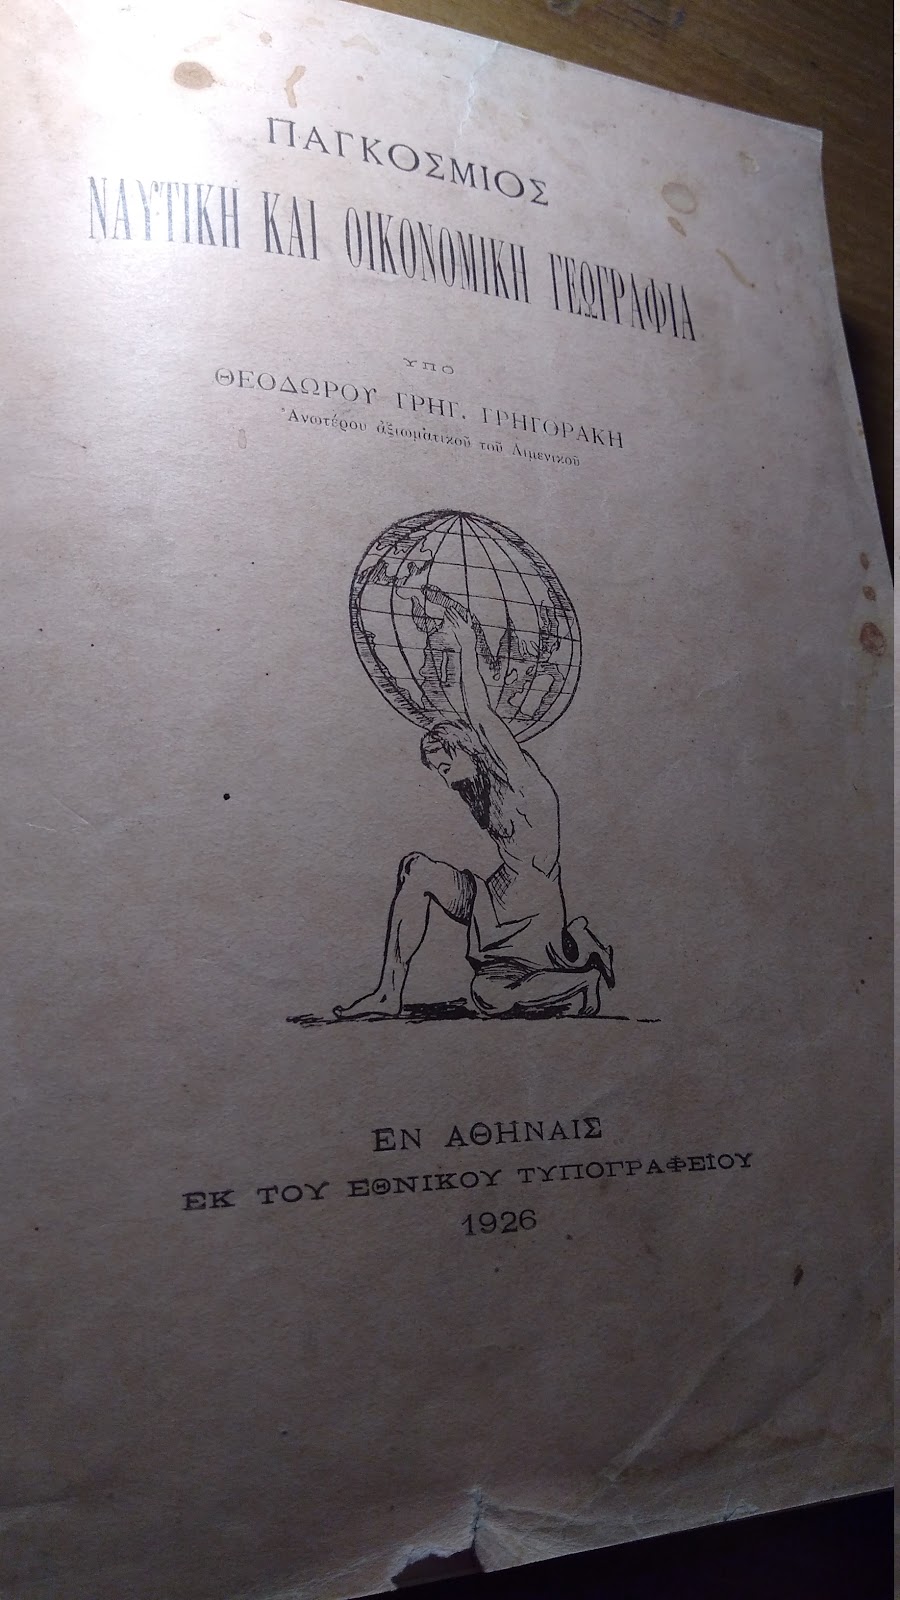 ΠΑΓΚΟΣΜΙΟΣ
ΝΑΥΤΙΚΗ ΚΑΙ ΟΙΚΟΝΟΜΙΚΗ ΓΕΩΓΡΑΦΙΑ
ΥΠΟ
ΘΕΟΔΩΡΟΥ ΓΡΗΓ. ΓΡΗΓΟΡΑΚΗ
Ἀνωτέρου ἀξιωματικοῦ τοῦ Λιμενικοῦ
ΕΝ ΑΘΗΝΑΙΣ
ΕΚ ΤΟΥ ΕΘΝΙΚΟΥ ΤΥΠΟΓΡΑΦΕΙΟΥ
1926